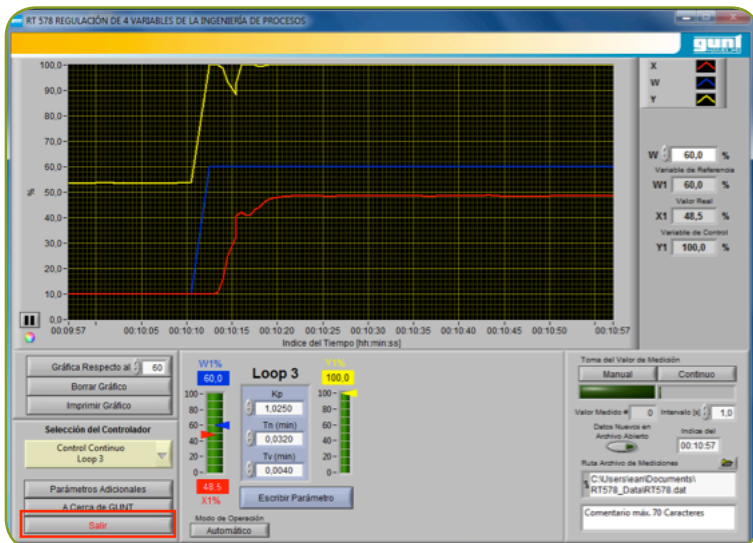 RT 578 REGULACIÓN DE 4 VARIABLES DE LA INGENIERÍA DE PROCESOS
gunt
100,0
90,0
80,0
70,0
60,0
50,0
40,0
30,0
20,0
10,0
0,0
%
00:09:57 00:10:05 00:10:10 00:10:15 00:10:20 00:10:25 00:10:30 00:10:35 00:10:40 00:10:45 00:10:50 00:10:57
Indice del Tiempo [hh:min:ss]
X
W
Y
W 60,0 %
Variable de Referencia
W1 60,0 %
Valor Real
X1 48,5 %
Variable de Control
Y1 100,0 %
Gráfica Respecto al 60
Borrar Gráfico
Imprimir Gráfico
Selección del Controlador
Control Continuo
Loop 3
Parámetros Adicionales
A Cerca de GUNT
Salir
W1% Y1%
60,0 100,0
100
80
60
40
20
0
48,5
X1%
Loop 3
Kp
1,0250
Tn (min)
0,0320
Tv (min)
0,0040
100
80
60
40
20
0
Escribir Parámetro
Modo de Operación
Automático
Toma del Valor de Medición
Manual Continuo
Valor Medido # 0 Intervalo [s] 1,0
Datos Nuevos en
Archivo Abierto
Indice del
00:10:57
Ruta Archivo de Mediciones
C:\Users\ean\Documents\
RT578_Data\RT578.dat
Comentario máx. 70 Caracteres